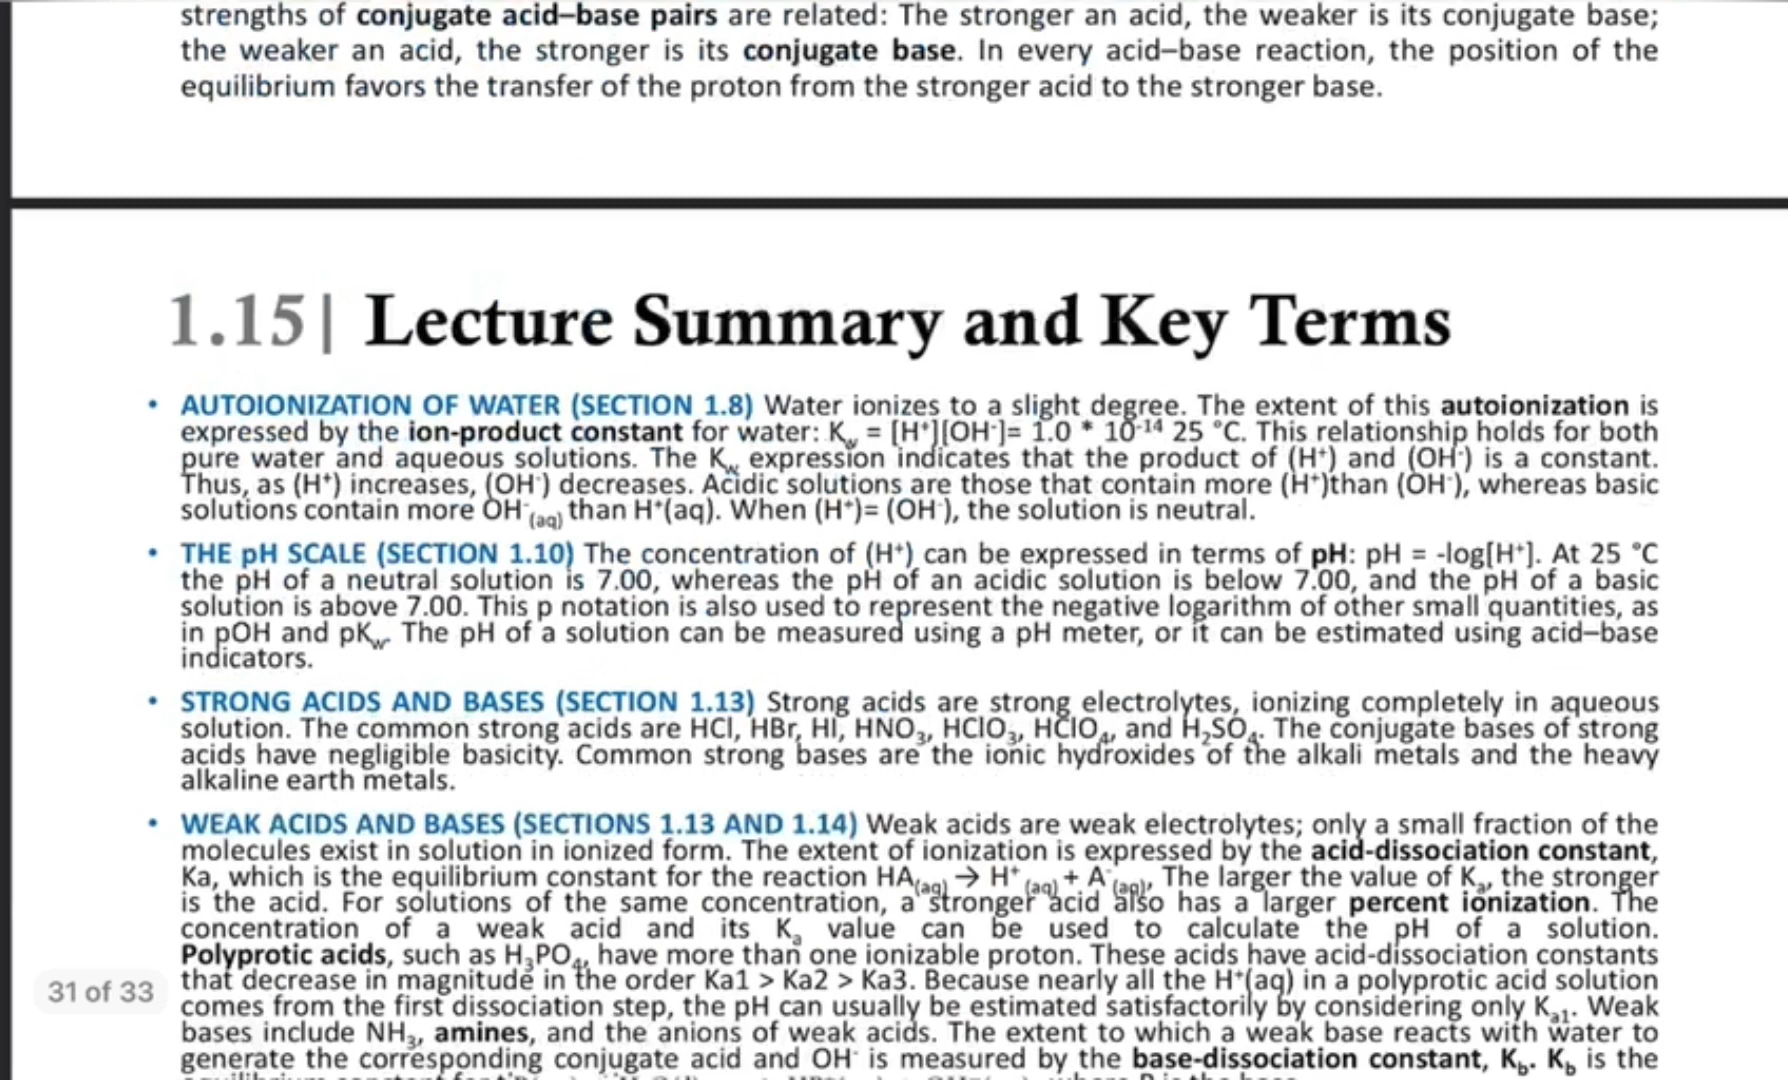 strengths of conjugate acid–base pairs are related: The stronger an acid, the weaker is its conjugate base;
the weaker an acid, the stronger is its conjugate base. In every acid–base reaction, the position of the
equilibrium favors the transfer of the proton from the stronger acid to the stronger base.
1.15| Lecture Summary and Key Terms
• AUTOIONIZATION OF WATER (SECTION 1.8) Water ionizes to a slight degree. The extent of this autoionization is
expressed by the ion-product constant for water: Kw = [H⁺][OH⁻]= 1.0 * 10⁻¹⁴ 25 °C. This relationship holds for both
pure water and aqueous solutions. The Kw expression indicates that the product of (H⁺) and (OH⁻) is a constant.
Thus, as (H⁺) increases, (OH⁻) decreases. Acidic solutions are those that contain more (H⁺)than (OH⁻), whereas basic
solutions contain more OH⁻(aq) than H⁺(aq). When (H⁺)= (OH⁻), the solution is neutral.
• THE pH SCALE (SECTION 1.10) The concentration of (H⁺) can be expressed in terms of pH: pH = -log[H⁺]. At 25 °C
the pH of a neutral solution is 7.00, whereas the pH of an acidic solution is below 7.00, and the pH of a basic
solution is above 7.00. This p notation is also used to represent the negative logarithm of other small quantities, as
in pOH and pKw. The pH of a solution can be measured using a pH meter, or it can be estimated using acid–base
indicators.
• STRONG ACIDS AND BASES (SECTION 1.13) Strong acids are strong electrolytes, ionizing completely in aqueous
solution. The common strong acids are HCl, HBr, HI, HNO₃, HClO₃, HClO₄, and H₂SO₄. The conjugate bases of strong
acids have negligible basicity. Common strong bases are the ionic hydroxides of the alkali metals and the heavy
alkaline earth metals.
• WEAK ACIDS AND BASES (SECTIONS 1.13 AND 1.14) Weak acids are weak electrolytes; only a small fraction of the
molecules exist in solution in ionized form. The extent of ionization is expressed by the acid-dissociation constant,
Ka, which is the equilibrium constant for the reaction HA(aq) → H⁺ (aq) + A⁻(aq), The larger the value of Ka, the stronger
is the acid. For solutions of the same concentration, a stronger acid also has a larger percent ionization. The
concentration of a weak acid and its Ka value can be used to calculate the pH of a solution.
Polyprotic acids, such as H₃PO₄, have more than one ionizable proton. These acids have acid-dissociation constants
that decrease in magnitude in the order Ka1 > Ka2 > Ka3. Because nearly all the H⁺(aq) in a polyprotic acid solution
31 of 33
comes from the first dissociation step, the pH can usually be estimated satisfactorily by considering only Ka1. Weak
bases include NH₃, amines, and the anions of weak acids. The extent to which a weak base reacts with water to
generate the corresponding conjugate acid and OH⁻ is measured by the base-dissociation constant, Kb. Kb is the